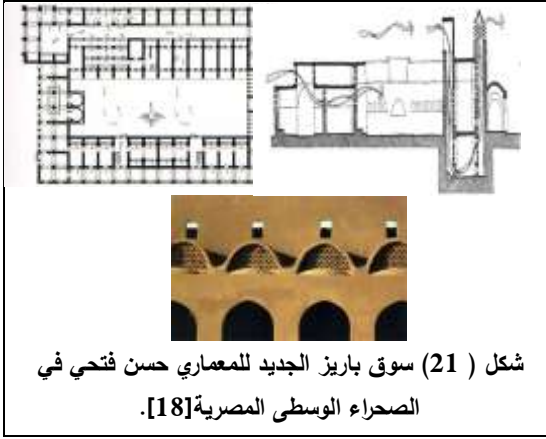 شكل ( 21) سوق باريز الجديد للمعماري حسن فتحي في
الصحراء الوسطى المصرية[18].